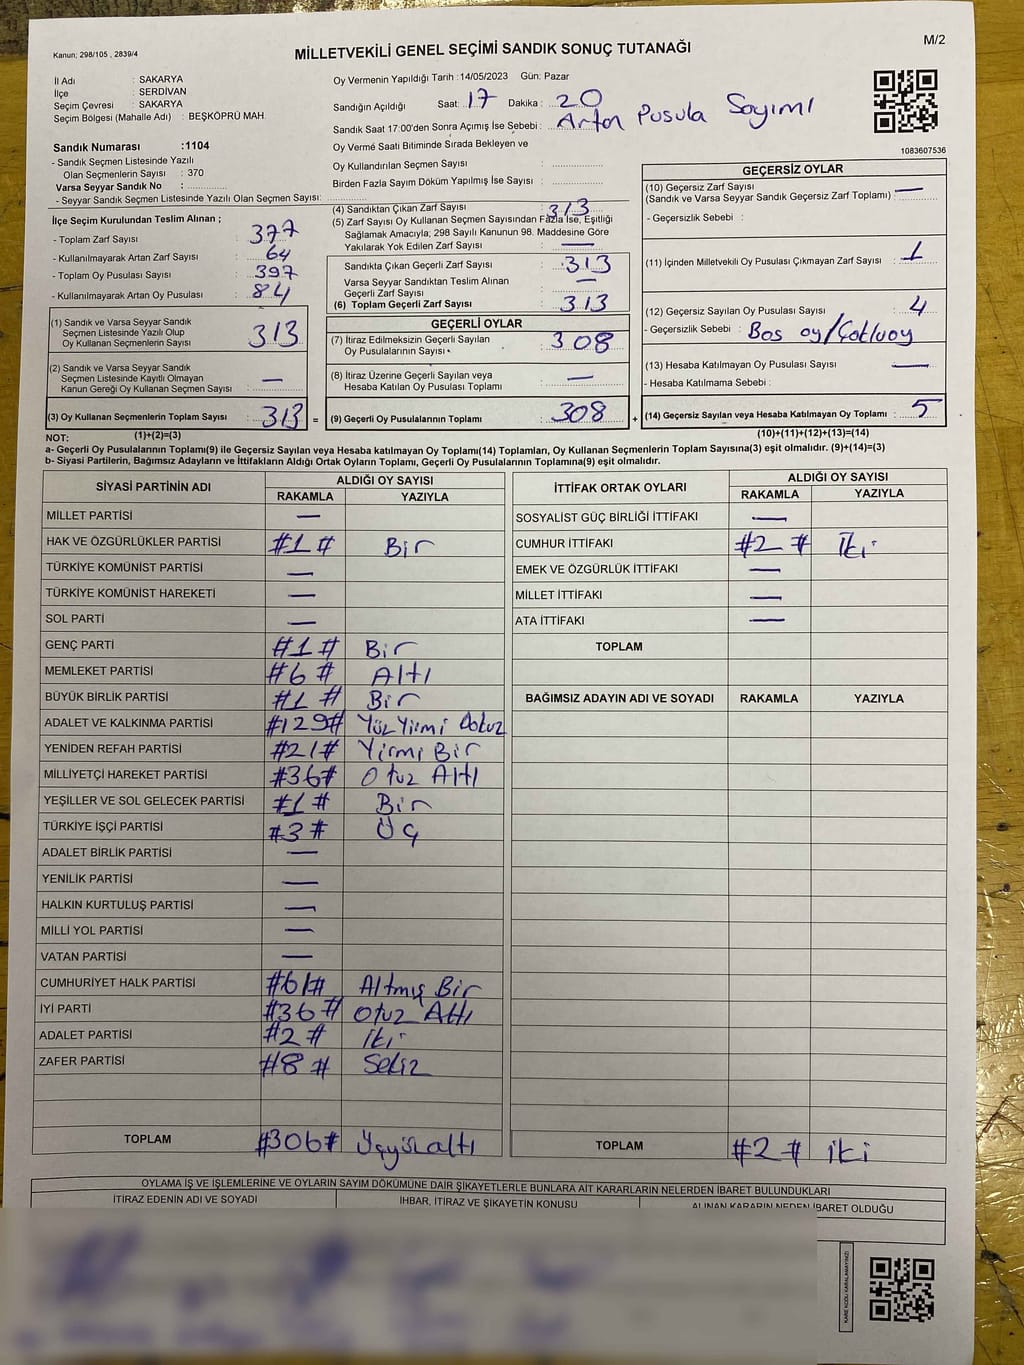 Kanun; 298/105 , 2839/4
MİLLETVEKİLİ GENEL SEÇİMİ SANDIK SONUÇ TUTANAĞI
M/2
İl Adı : SAKARYA
İlçe : SERDİVAN
Seçim Çevresi : SAKARYA
Seçim Bölgesi (Mahalle Adı) : BEŞKÖPRÜ MAH.
Sandık Numarası :1104
- Sandık Seçmen Listesinde Yazılı
Olan Seçmenlerin Sayısı : 370
Varsa Seyyar Sandık No :
- Seyyar Sandık Seçmen Listesinde Yazılı Olan Seçmen Sayısı:
Oy Vermenin Yapıldığı Tarih :14/05/2023 Gün: Pazar
Sandığın Açıldığı Saat: 17 Dakika : 20
Sandık Saat 17:00'den Sonra Açımış İse Sebebi : Artan Pusula Sayımı
Oy Verme Saati Bitiminde Sırada Bekleyen ve
Oy Kullandırılan Seçmen Sayısı :
Birden Fazla Sayım Döküm Yapılmış İse Sayısı :
1083607536
İlçe Seçim Kurulundan Teslim Alınan ;
- Toplam Zarf Sayısı : 377
- Kullanılmayarak Artan Zarf Sayısı : 64
- Toplam Oy Pusulası Sayısı : 397
- Kullanılmayarak Artan Oy Pusulası : 84
(1) Sandık ve Varsa Seyyar Sandık
Seçmen Listesinde Yazılı Olup
Oy Kullanan Seçmenlerin Sayısı : 313
(2) Sandık ve Varsa Seyyar Sandık
Seçmen Listesinde Kayıtlı Olmayan
Kanun Gereği Oy Kullanan Seçmen Sayısı : —
(3) Oy Kullanan Seçmenlerin Toplam Sayısı : 313 =
(1)+(2)=(3)
(4) Sandıktan Çıkan Zarf Sayısı : 313
(5) Zarf Sayısı Oy Kullanan Seçmen Sayısından Fazla İse, Eşitliği
Sağlamak Amacıyla; 298 Sayılı Kanunun 98. Maddesine Göre
Yakılarak Yok Edilen Zarf Sayısı : —
Sandıkta Çıkan Geçerli Zarf Sayısı : 313
Varsa Seyyar Sandıktan Teslim Alınan
Geçerli Zarf Sayısı : —
(6) Toplam Geçerli Zarf Sayısı : 313
GEÇERLİ OYLAR
(7) İtiraz Edilmeksizin Geçerli Sayılan
Oy Pusulalarının Sayısı : 308
(8) İtiraz Üzerine Geçerli Sayılan veya
Hesaba Katılan Oy Pusulası Toplamı : —
(9) Geçerli Oy Pusulalarının Toplamı : 308 +
GEÇERSİZ OYLAR
(10) Geçersiz Zarf Sayısı
(Sandık ve Varsa Seyyar Sandık Geçersiz Zarf Toplamı) : —
- Geçersizlik Sebebi :
(11) İçinden Milletvekili Oy Pusulası Çıkmayan Zarf Sayısı : 1
(12) Geçersiz Sayılan Oy Pusulası Sayısı : 4
- Geçersizlik Sebebi : Boş oy/Çokluoy
(13) Hesaba Katılmayan Oy Pusulası Sayısı : —
- Hesaba Katılmama Sebebi :
(14) Geçersiz Sayılan veya Hesaba Katılmayan Oy Toplamı : 5
(10)+(11)+(12)+(13)=(14)
NOT:
a- Geçerli Oy Pusulalarının Toplamı(9) ile Geçersiz Sayılan veya Hesaba katılmayan Oy Toplamı(14) Toplamları, Oy Kullanan Seçmenlerin Toplam Sayısına(3) eşit olmalıdır. (9)+(14)=(3)
b- Siyasi Partilerin, Bağımsız Adayların ve İttifakların Aldığı Ortak Oyların Toplamı, Geçerli Oy Pusulalarının Toplamına(9) eşit olmalıdır.
SİYASİ PARTİNİN ADI ALDIĞI OY SAYISI
RAKAMLA YAZIYLA
MİLLET PARTİSİ —
HAK VE ÖZGÜRLÜKLER PARTİSİ #1# Bir
TÜRKİYE KOMÜNİST PARTİSİ —
TÜRKİYE KOMÜNİST HAREKETİ —
SOL PARTİ —
GENÇ PARTİ #1# Bir
MEMLEKET PARTİSİ #6# Altı
BÜYÜK BİRLİK PARTİSİ #1# Bir
ADALET VE KALKINMA PARTİSİ #129# Yüz Yirmi Dokuz
YENİDEN REFAH PARTİSİ #21# Yirmi Bir
MİLLİYETÇİ HAREKET PARTİSİ #36# Otuz Altı
YEŞİLLER VE SOL GELECEK PARTİSİ #1# Bir
TÜRKİYE İŞÇİ PARTİSİ #3# Üç
ADALET BİRLİK PARTİSİ —
YENİLİK PARTİSİ —
HALKIN KURTULUŞ PARTİSİ —
MİLLİ YOL PARTİSİ —
VATAN PARTİSİ —
CUMHURİYET HALK PARTİSİ #61# Altmış Bir
İYİ PARTİ #36# Otuz Altı
ADALET PARTİSİ #2# İki
ZAFER PARTİSİ #8# Sekiz
TOPLAM #306# Üçyüzaltı
İTTİFAK ORTAK OYLARI ALDIĞI OY SAYISI
RAKAMLA YAZIYLA
SOSYALİST GÜÇ BİRLİĞİ İTTİFAKI —
CUMHUR İTTİFAKI #2# İki
EMEK VE ÖZGÜRLÜK İTTİFAKI —
MİLLET İTTİFAKI —
ATA İTTİFAKI —
TOPLAM
BAĞIMSIZ ADAYIN ADI VE SOYADI RAKAMLA YAZIYLA
TOPLAM #2# iki
OYLAMA İŞ VE İŞLEMLERİNE VE OYLARIN SAYIM DÖKÜMÜNE DAİR ŞİKAYETLERLE BUNLARA AİT KARARLARIN NELERDEN İBARET BULUNDUKLARI
İTİRAZ EDENİN ADI VE SOYADI İHBAR, İTİRAZ VE ŞİKAYETİN KONUSU ALINAN KARARIN NEDEN İBARET OLDUĞU
KARE KODU KARALAMAYINIZ!